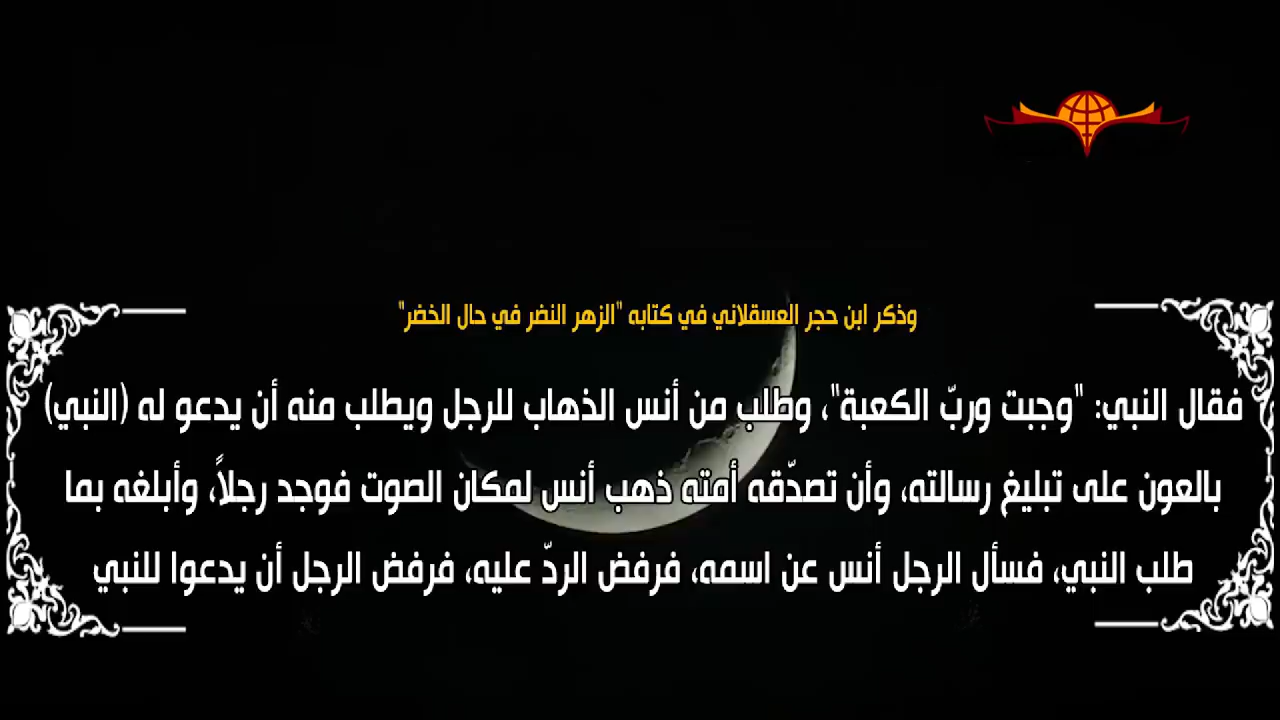 وذكر ابن حجر العسقلاني في كتابه "الزهر النضر في حال الخضر"
فقال النبي: "وجبت وربّ الكعبة"، وطلب من أنس الذهاب للرجل ويطلب منه أن يدعو له (النبي)
بالعون على تبليغ رسالته، وأن تصدّقه أمته ذهب أنس لمكان الصوت فوجد رجلاً، وأبلغه بما
طلب النبي، فسأل الرجل أنس عن اسمه، فرفض الردّ عليه، فرفض الرجل أن يدعوا للنبي